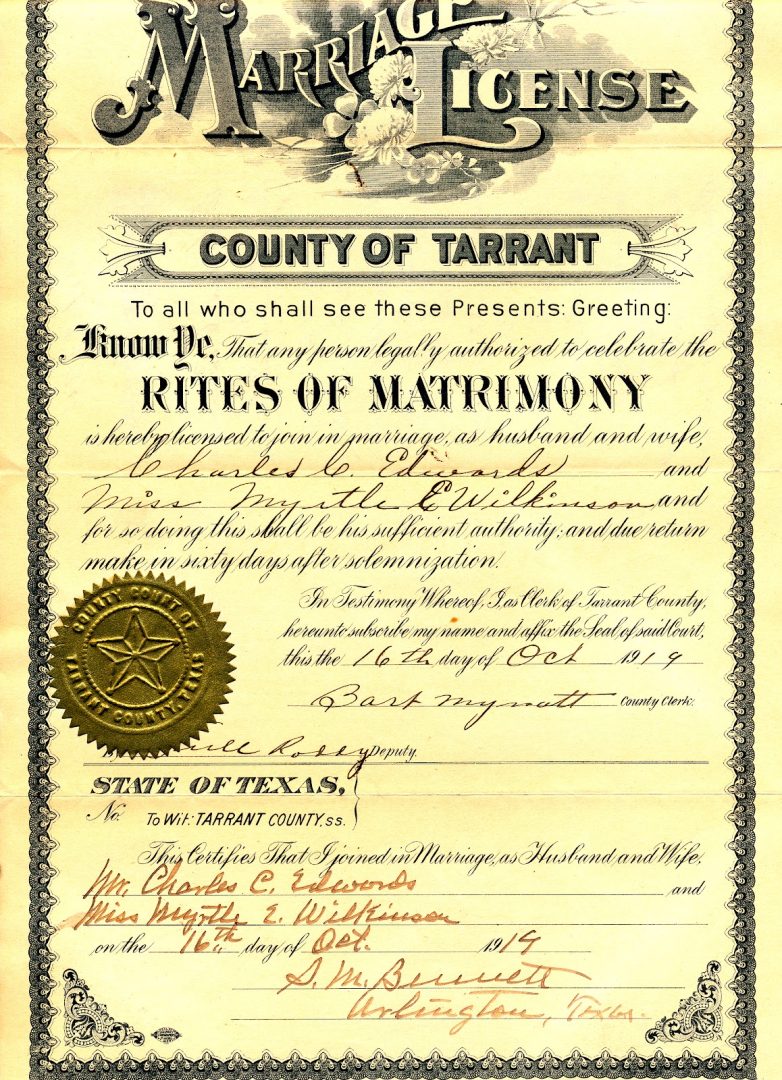 MARRIAGE
LICENSE
COUNTY OF TARRANT
To all who shall see these Presents: Greeting:
Know Ye, That any person legally authorized to celebrate the
RITES OF MATRIMONY
is hereby licensed to join in marriage, as husband and wife,
Charles C. Edwards and
Miss Myrtle E Wilkinson and
for so doing this shall be his sufficient authority; and due return
make in sixty days after solemnization.
In Testimony Whereof, I, as Clerk of Tarrant County,
hereunto subscribe my name and affix the Seal of said Court,
this the 16th day of Oct 1919
COUNTY COURT OF
TARRANT COUNTY, TEXAS
Bart Mynatt County Clerk.
Deputy.
STATE OF TEXAS,
No. To Wit: TARRANT COUNTY. ss.
This Certifies That I joined in Marriage, as Husband and Wife.
Mr. Charles C. Edwards and
Miss Myrtle E. Wilkinson
on the 16th day of Oct. 1919
S. M. Bennett
Arlington, Texas.